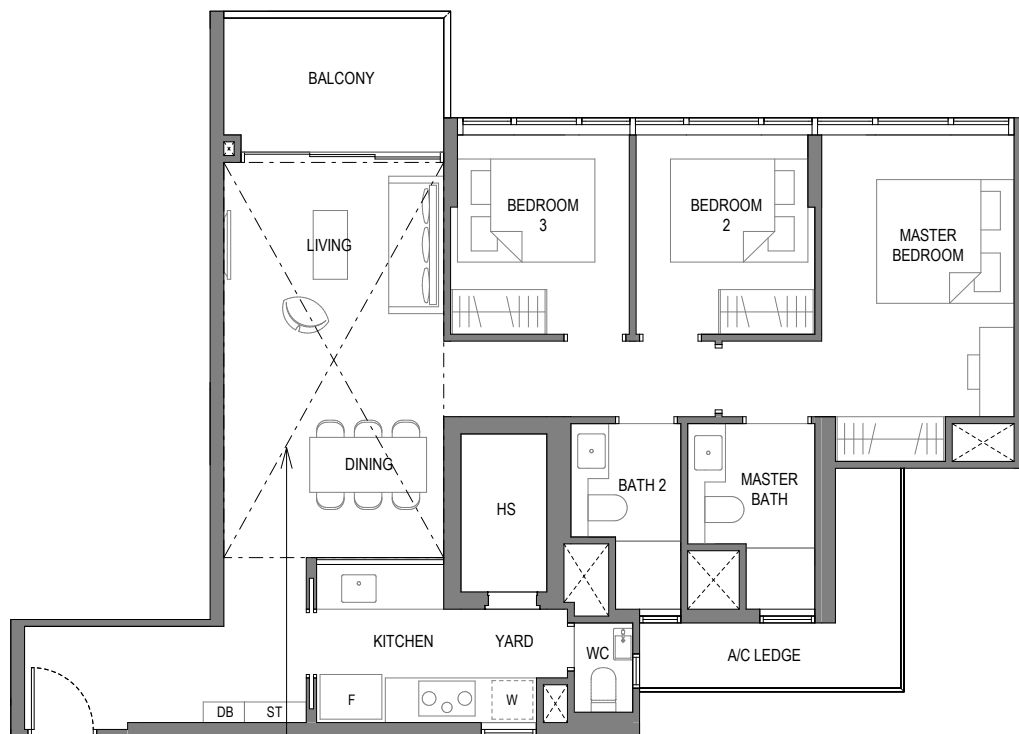 BALCONY
BEDROOM
3
BEDROOM
2
MASTER
BEDROOM
LIVING
DINING
HS
BATH 2
MASTER
BATH
KITCHEN
YARD
WC
A/C LEDGE
F
W
DB
ST